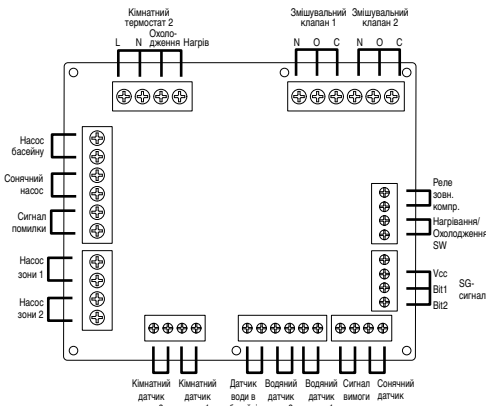 Кімнатний
термостат 2
L N Охоло-
дження Нагрів
Змішувальний
клапан 1
N O C
Змішувальний
клапан 2
N O C
Насос
басейну
Сонячний
насос
Сигнал
помилки
Насос
зони 1
Насос
зони 2
Реле
зовн.
компр.
Нагрівання/
Охолодження
SW
Vcc
Bit1
Bit2
SG-
сигнал
Кімнатний
датчик
Кімнатний
датчик
Датчик
води в
Водяний
датчик
Водяний
датчик
Сигнал
вимоги
Сонячний
датчик